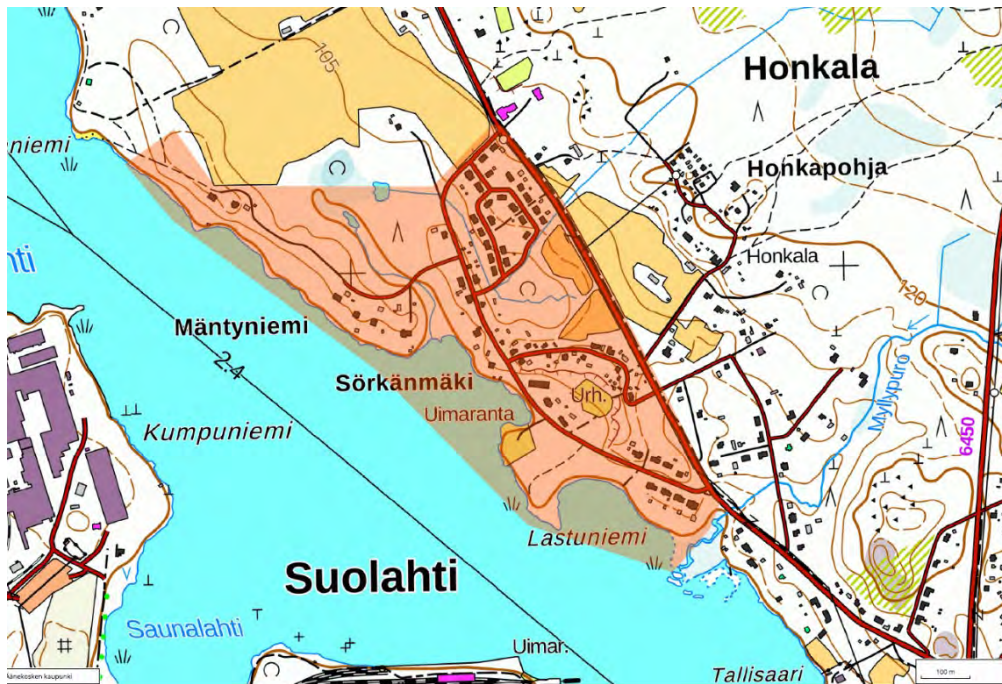 105
Honkala
niemi
Honkapohja
Honkala
120
Mäntyniemi
2.4
Sörkänmäki
Urh.
Uimaranta
Myllypuro
6450
Kumpuniemi
Lastuniemi
Suolahti
Saunalahti
Uimar.
Tallisaari
100 m
änekosken kaupunki